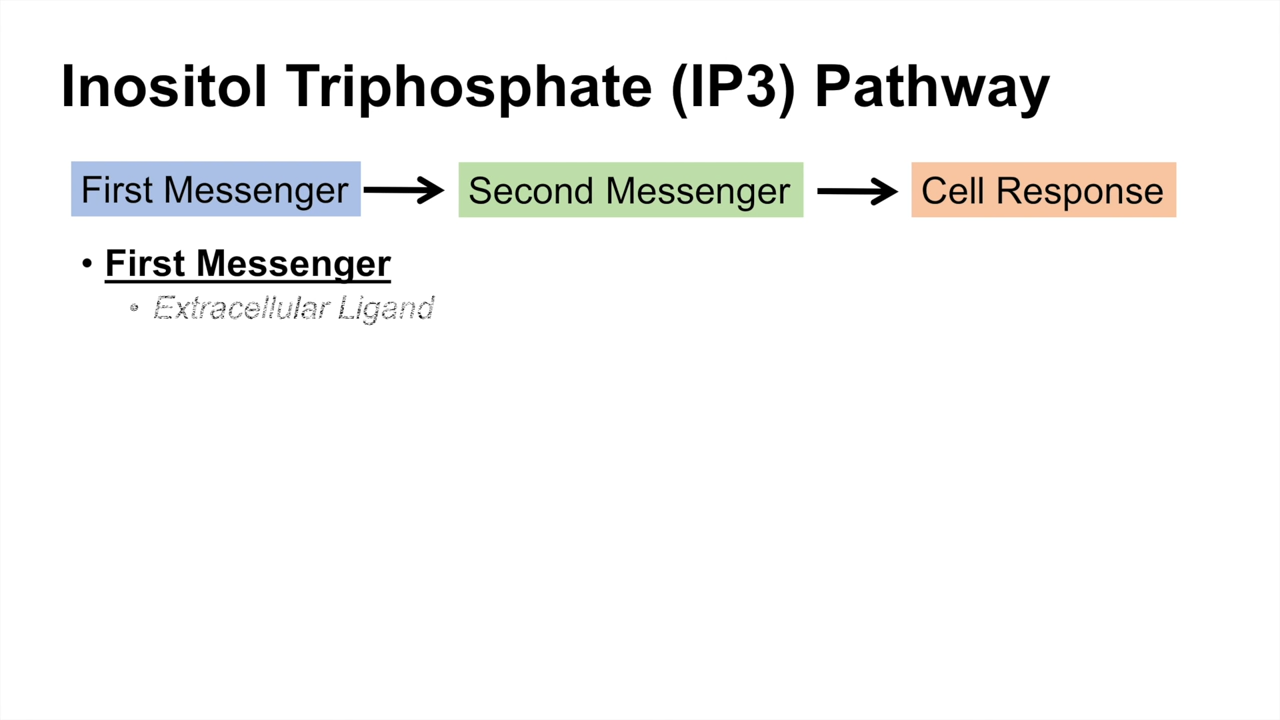 Inositol Triphosphate (IP3) Pathway
First Messenger → Second Messenger → Cell Response
• First Messenger
• Extracellular Ligand